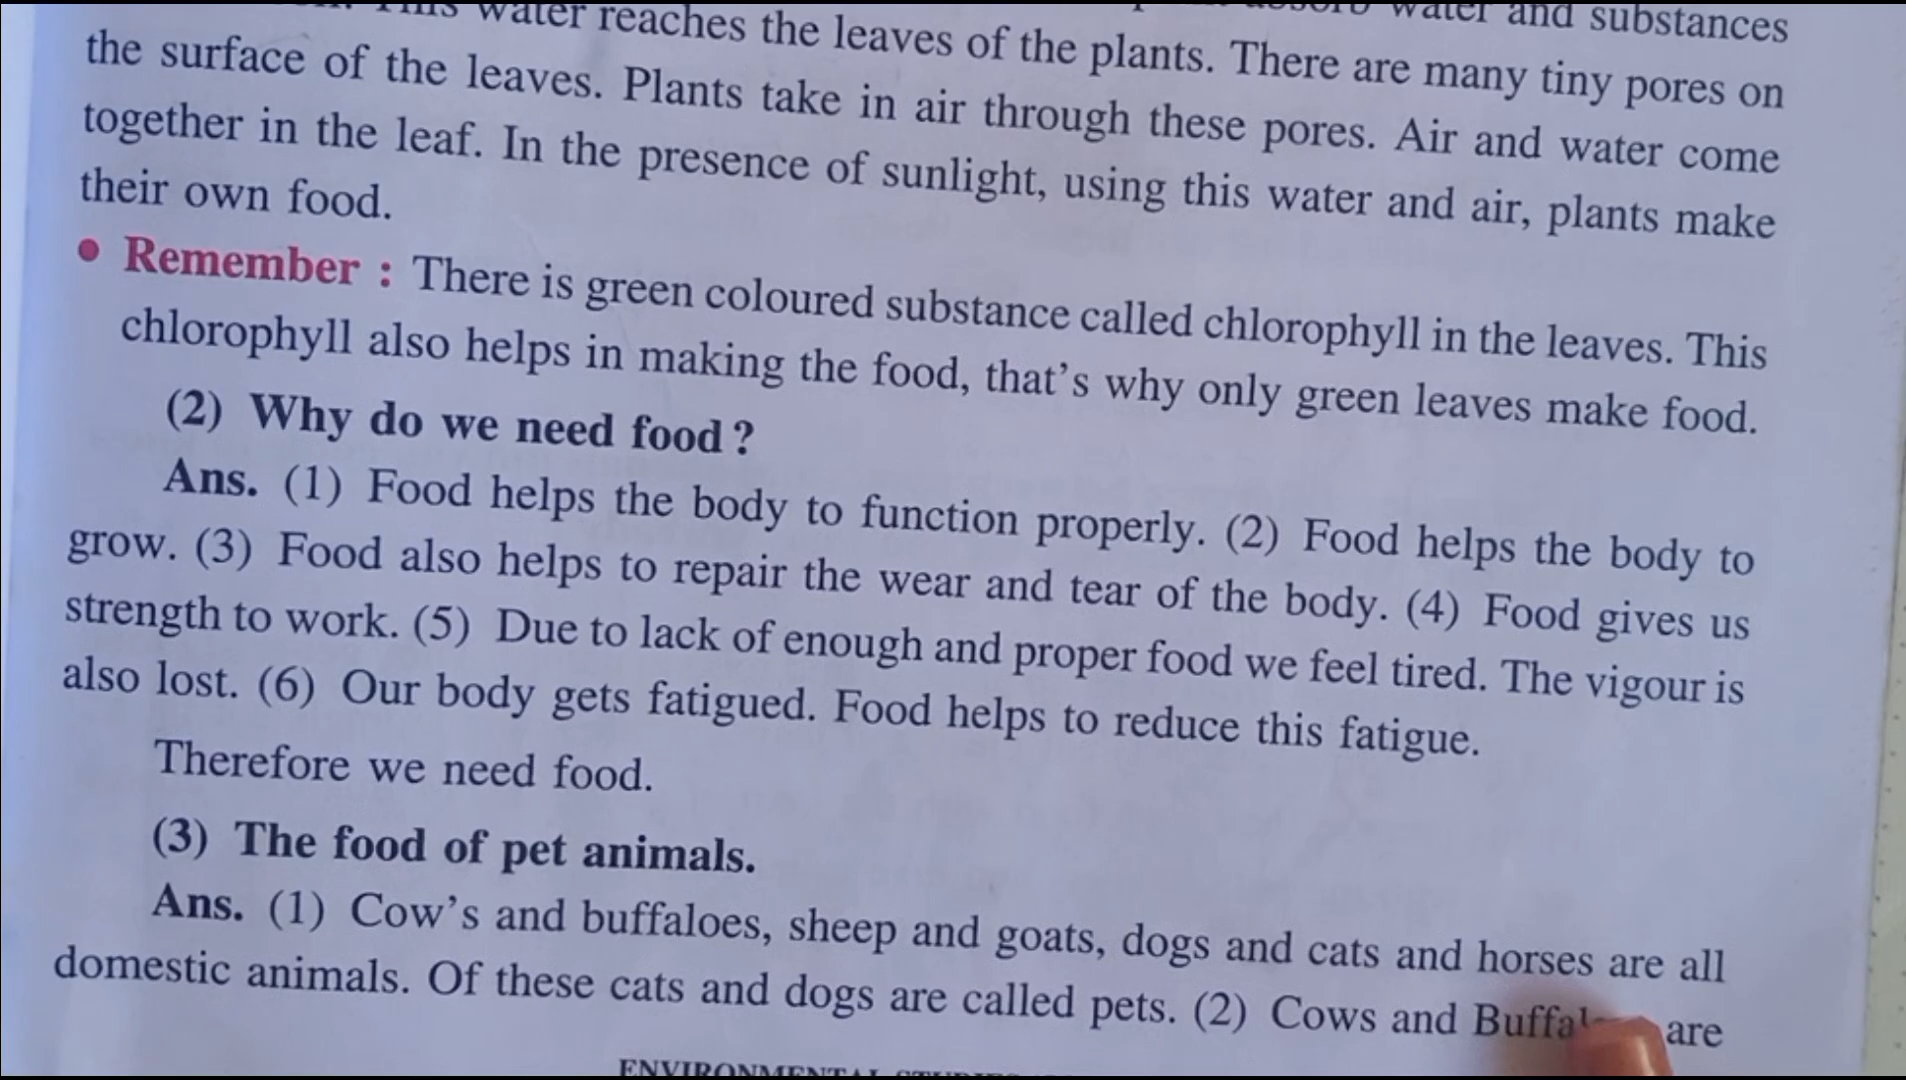 This water reaches the leaves of the plants. There are many tiny pores on
water and substances
the surface of the leaves. Plants take in air through these pores. Air and water come
together in the leaf. In the presence of sunlight, using this water and air, plants make
their own food.
• Remember : There is green coloured substance called chlorophyll in the leaves. This
chlorophyll also helps in making the food, that's why only green leaves make food.
(2) Why do we need food?
Ans. (1) Food helps the body to function properly. (2) Food helps the body to
grow. (3) Food also helps to repair the wear and tear of the body. (4) Food gives us
strength to work. (5) Due to lack of enough and proper food we feel tired. The vigour is
also lost. (6) Our body gets fatigued. Food helps to reduce this fatigue.
Therefore we need food.
(3) The food of pet animals.
Ans. (1) Cow's and buffaloes, sheep and goats, dogs and cats and horses are all
domestic animals. Of these cats and dogs are called pets. (2) Cows and are
ENVIRONMENTAL